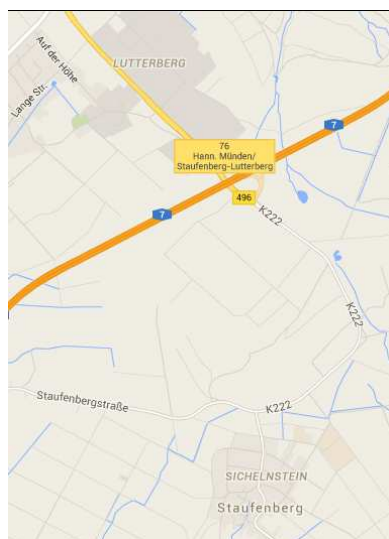 LUTTERBERG
Auf der Höhe
Lange Str.
7
76
Hann. Münden/
Staufenberg-Lutterberg
496
K222
7
K222
Staufenbergstraße
K222
SICHELNSTEIN
Staufenberg